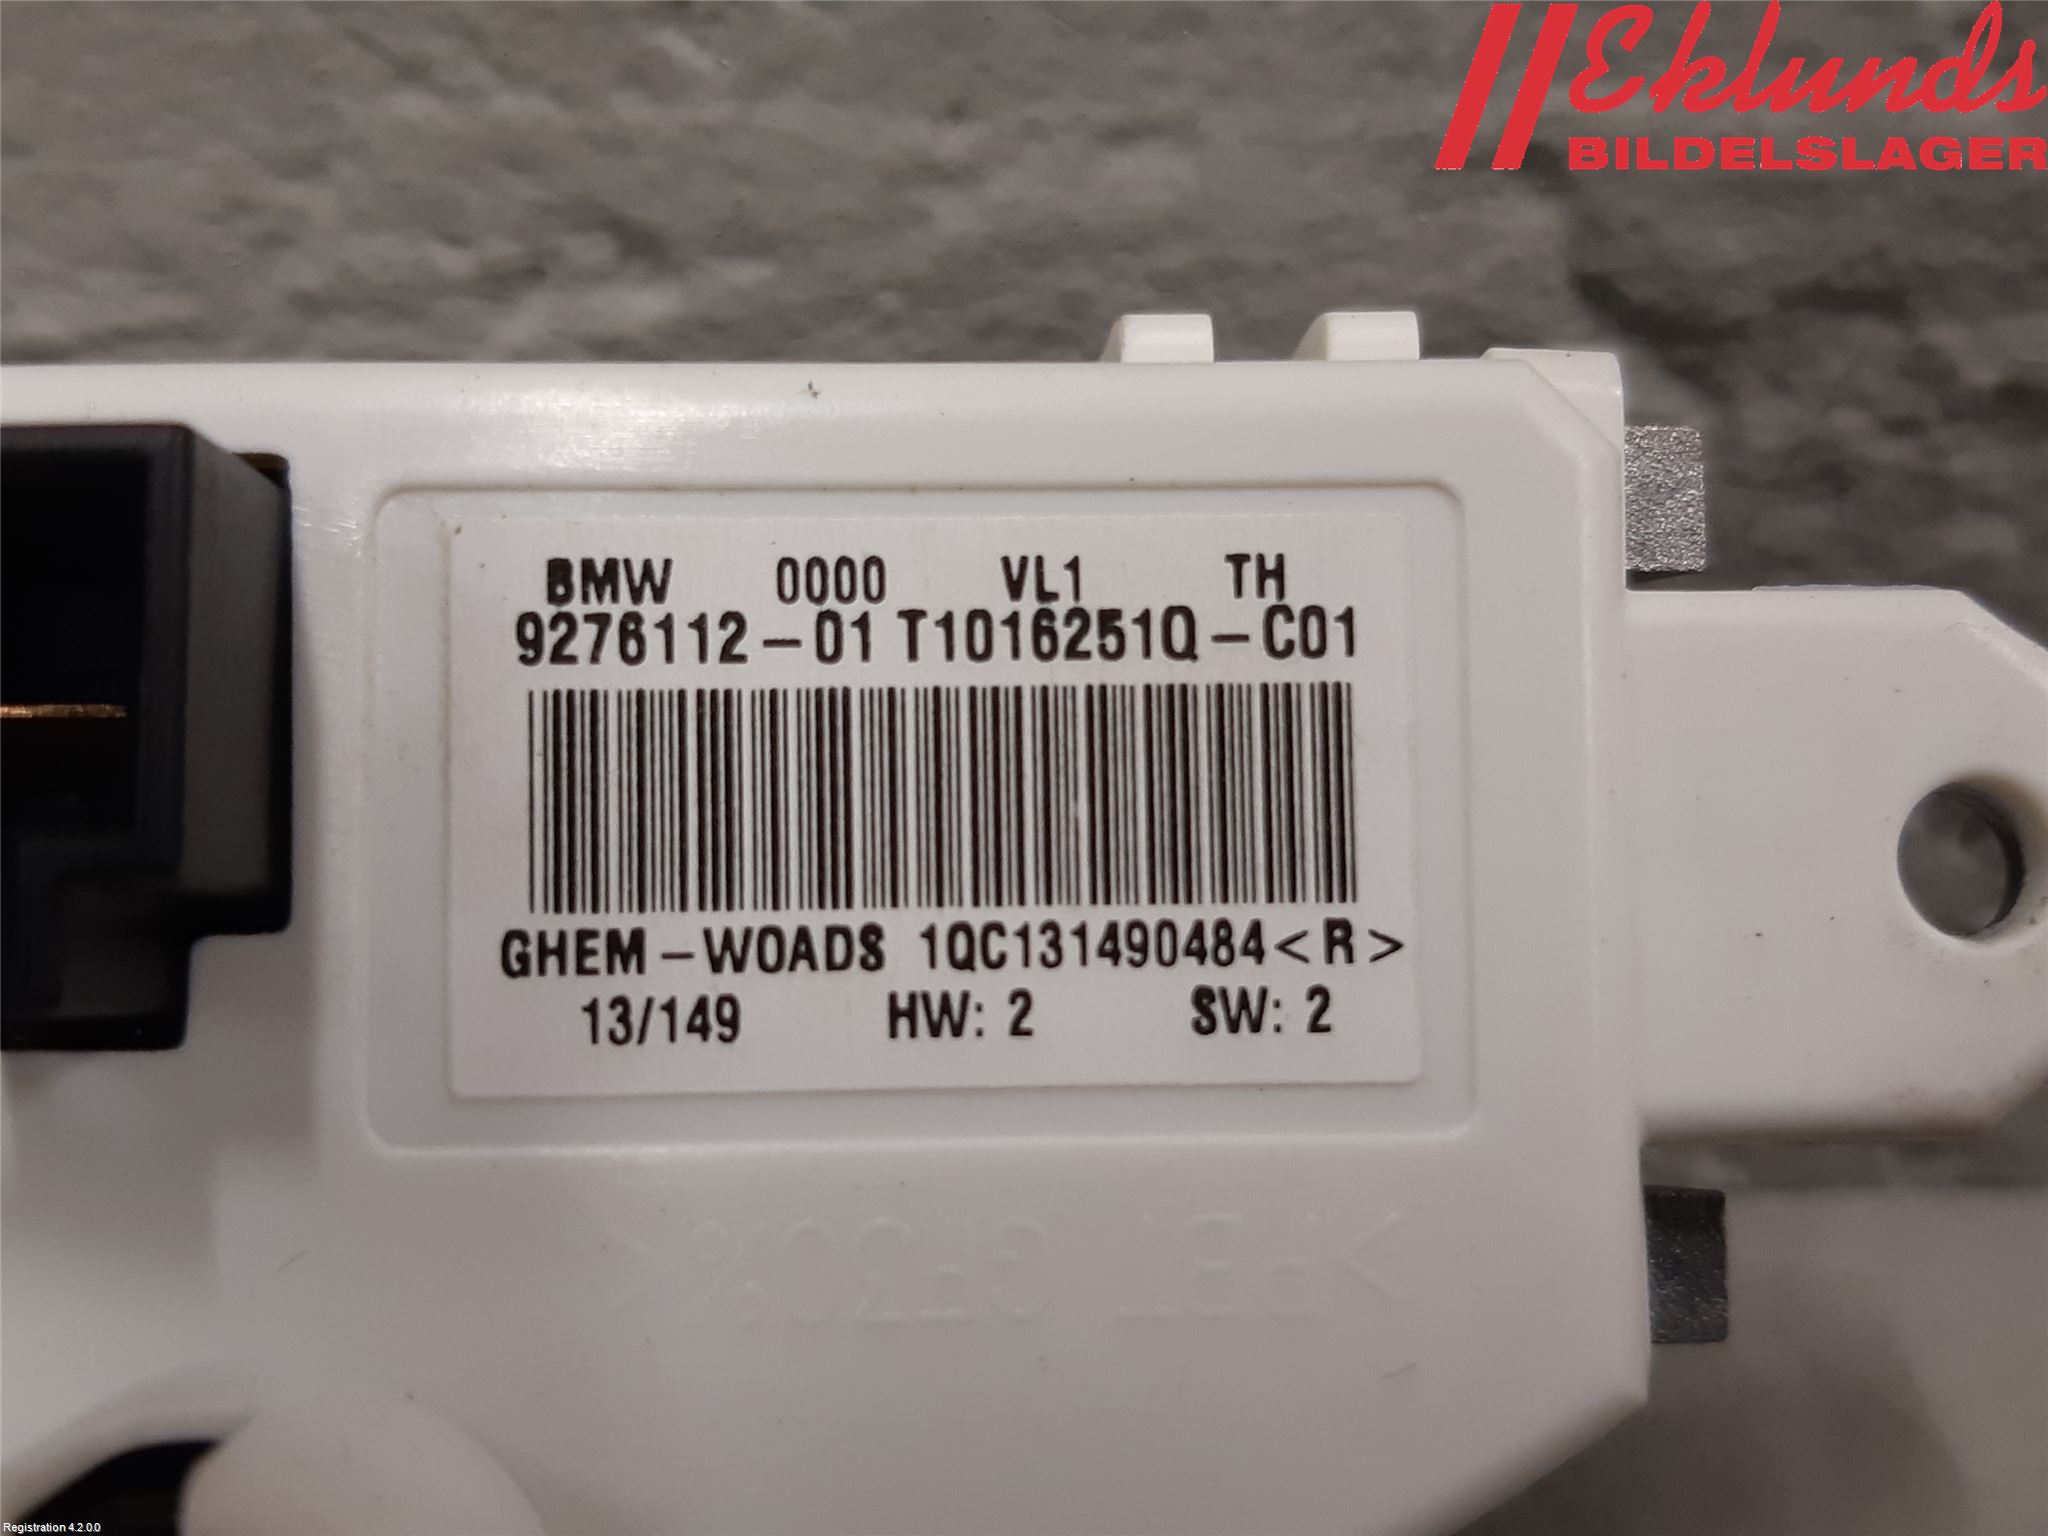 Eklunds
BILDELSLAGER
BMW 0000 VL1 TH
9276112-01 T1016251Q-C01
GHEM-WOADS 1QC131490484<R>
13/149 HW: 2 SW: 2
Registration 4.2.0.0